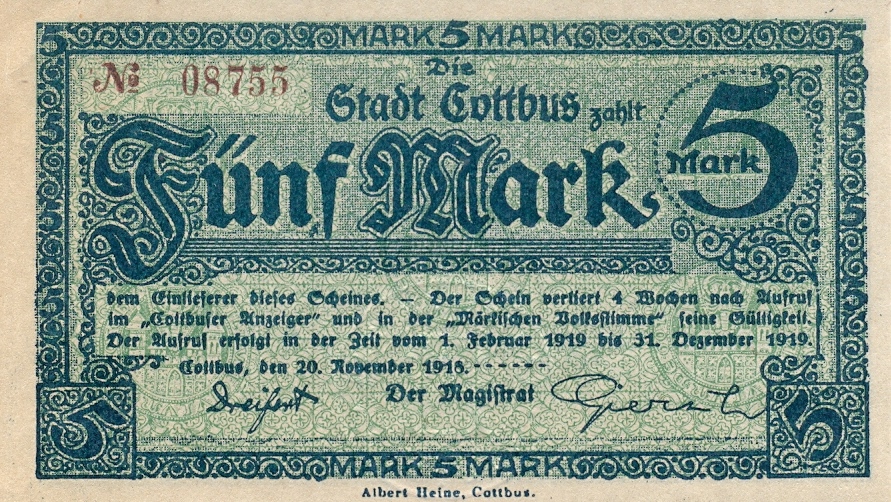 MARK 5 MARK
5 5
№ 08755
Die
Stadt Cottbus zahlt
Fünf Mark
5
Mark
dem Einlieferer dieses Scheines. — Der Schein verliert 4 Wochen nach Aufruf
im „Cottbuser Anzeiger" und in der „Märkischen Volksstimme" seine Gültigkeit.
Der Aufruf erfolgt in der Zeit vom 1. Februar 1919 bis 31. Dezember 1919.
Cottbus, den 20. November 1918.------
Der Magistrat
Dreifert
5 5
MARK 5 MARK
Albert Heine, Cottbus.